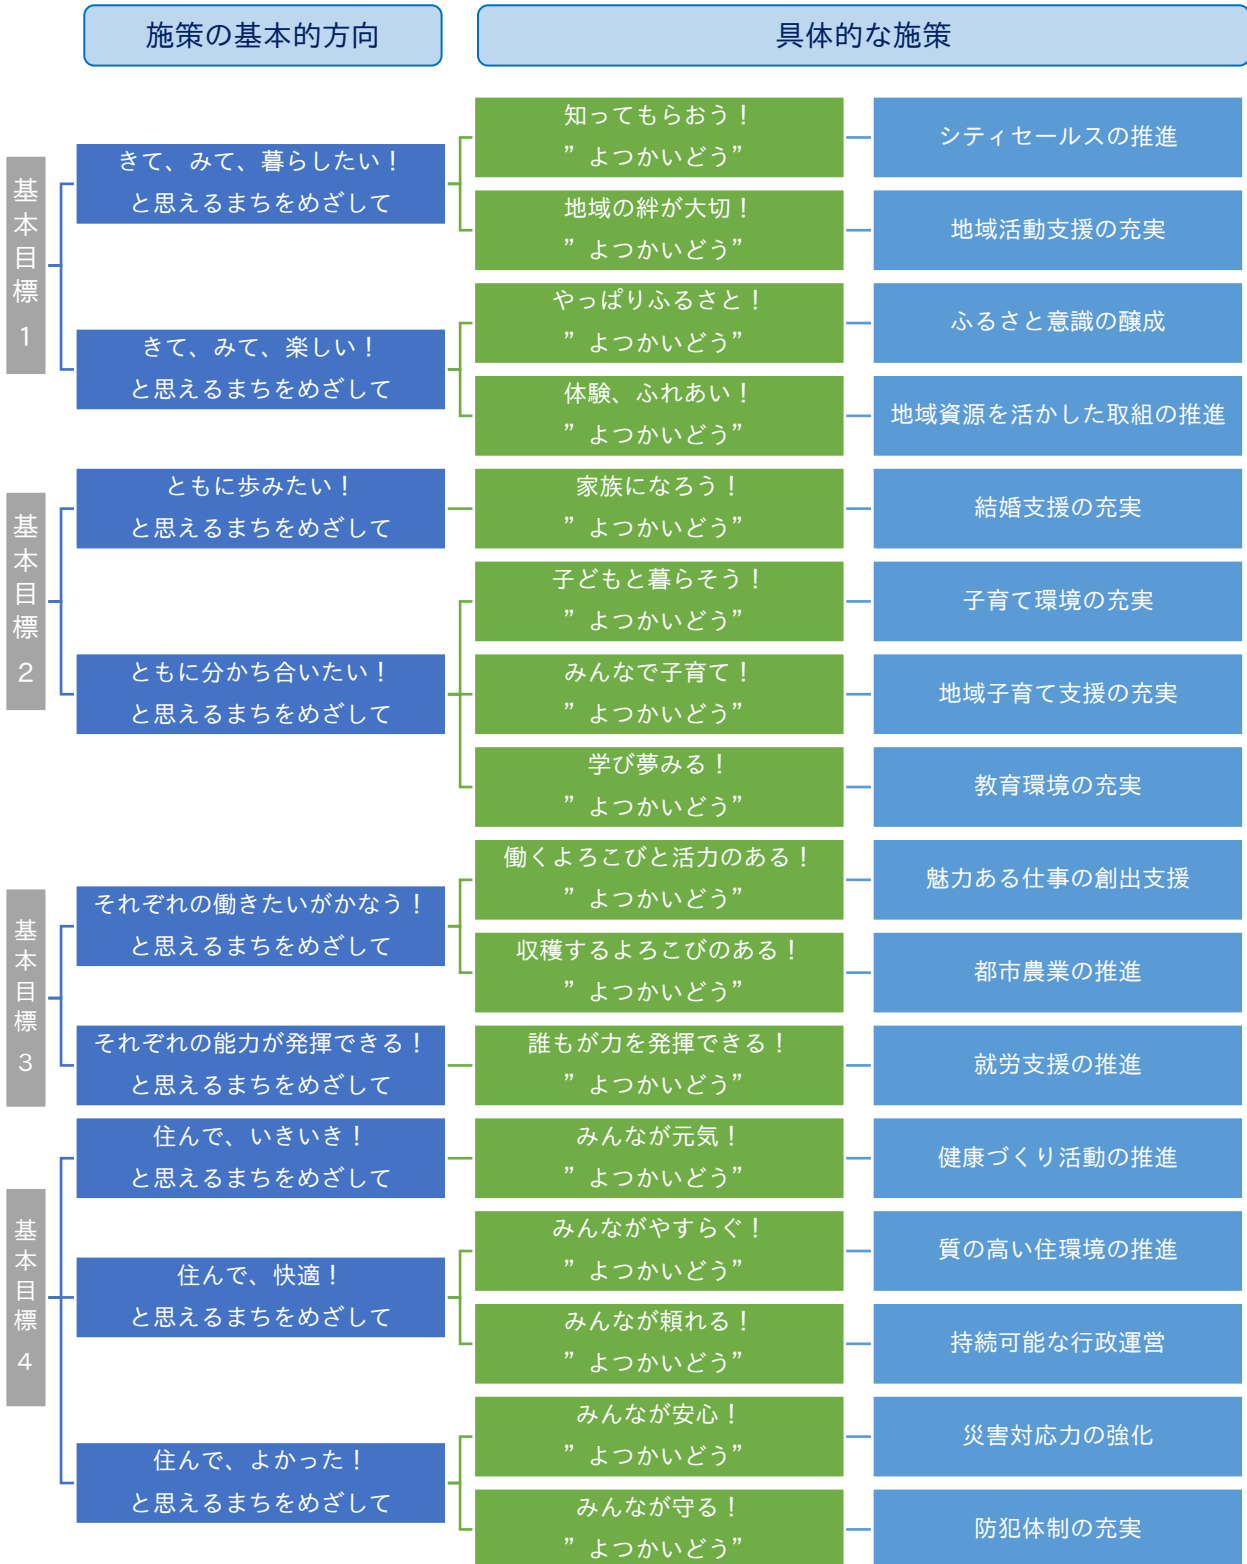 施策の基本的方向
具体的な施策
基本目標1
きて、みて、暮らしたい！
と思えるまちをめざして
知ってもらおう！
”よつかいどう”
シティセールスの推進
地域の絆が大切！
”よつかいどう”
地域活動支援の充実
きて、みて、楽しい！
と思えるまちをめざして
やっぱりふるさと！
”よつかいどう”
ふるさと意識の醸成
体験、ふれあい！
”よつかいどう”
地域資源を活かした取組の推進
基本目標2
ともに歩みたい！
と思えるまちをめざして
家族になろう！
”よつかいどう”
結婚支援の充実
ともに分かち合いたい！
と思えるまちをめざして
子どもと暮らそう！
”よつかいどう”
子育て環境の充実
みんなで子育て！
”よつかいどう”
地域子育て支援の充実
学び夢みる！
”よつかいどう”
教育環境の充実
基本目標3
それぞれの働きたいがかなう！
と思えるまちをめざして
働くよろこびと活力のある！
”よつかいどう”
魅力ある仕事の創出支援
収穫するよろこびのある！
”よつかいどう”
都市農業の推進
それぞれの能力が発揮できる！
と思えるまちをめざして
誰もが力を発揮できる！
”よつかいどう”
就労支援の推進
基本目標4
住んで、いきいき！
と思えるまちをめざして
みんなが元気！
”よつかいどう”
健康づくり活動の推進
住んで、快適！
と思えるまちをめざして
みんながやすらぐ！
”よつかいどう”
質の高い住環境の推進
みんなが頼れる！
”よつかいどう”
持続可能な行政運営
住んで、よかった！
と思えるまちをめざして
みんなが安心！
”よつかいどう”
災害対応力の強化
みんなが守る！
”よつかいどう”
防犯体制の充実